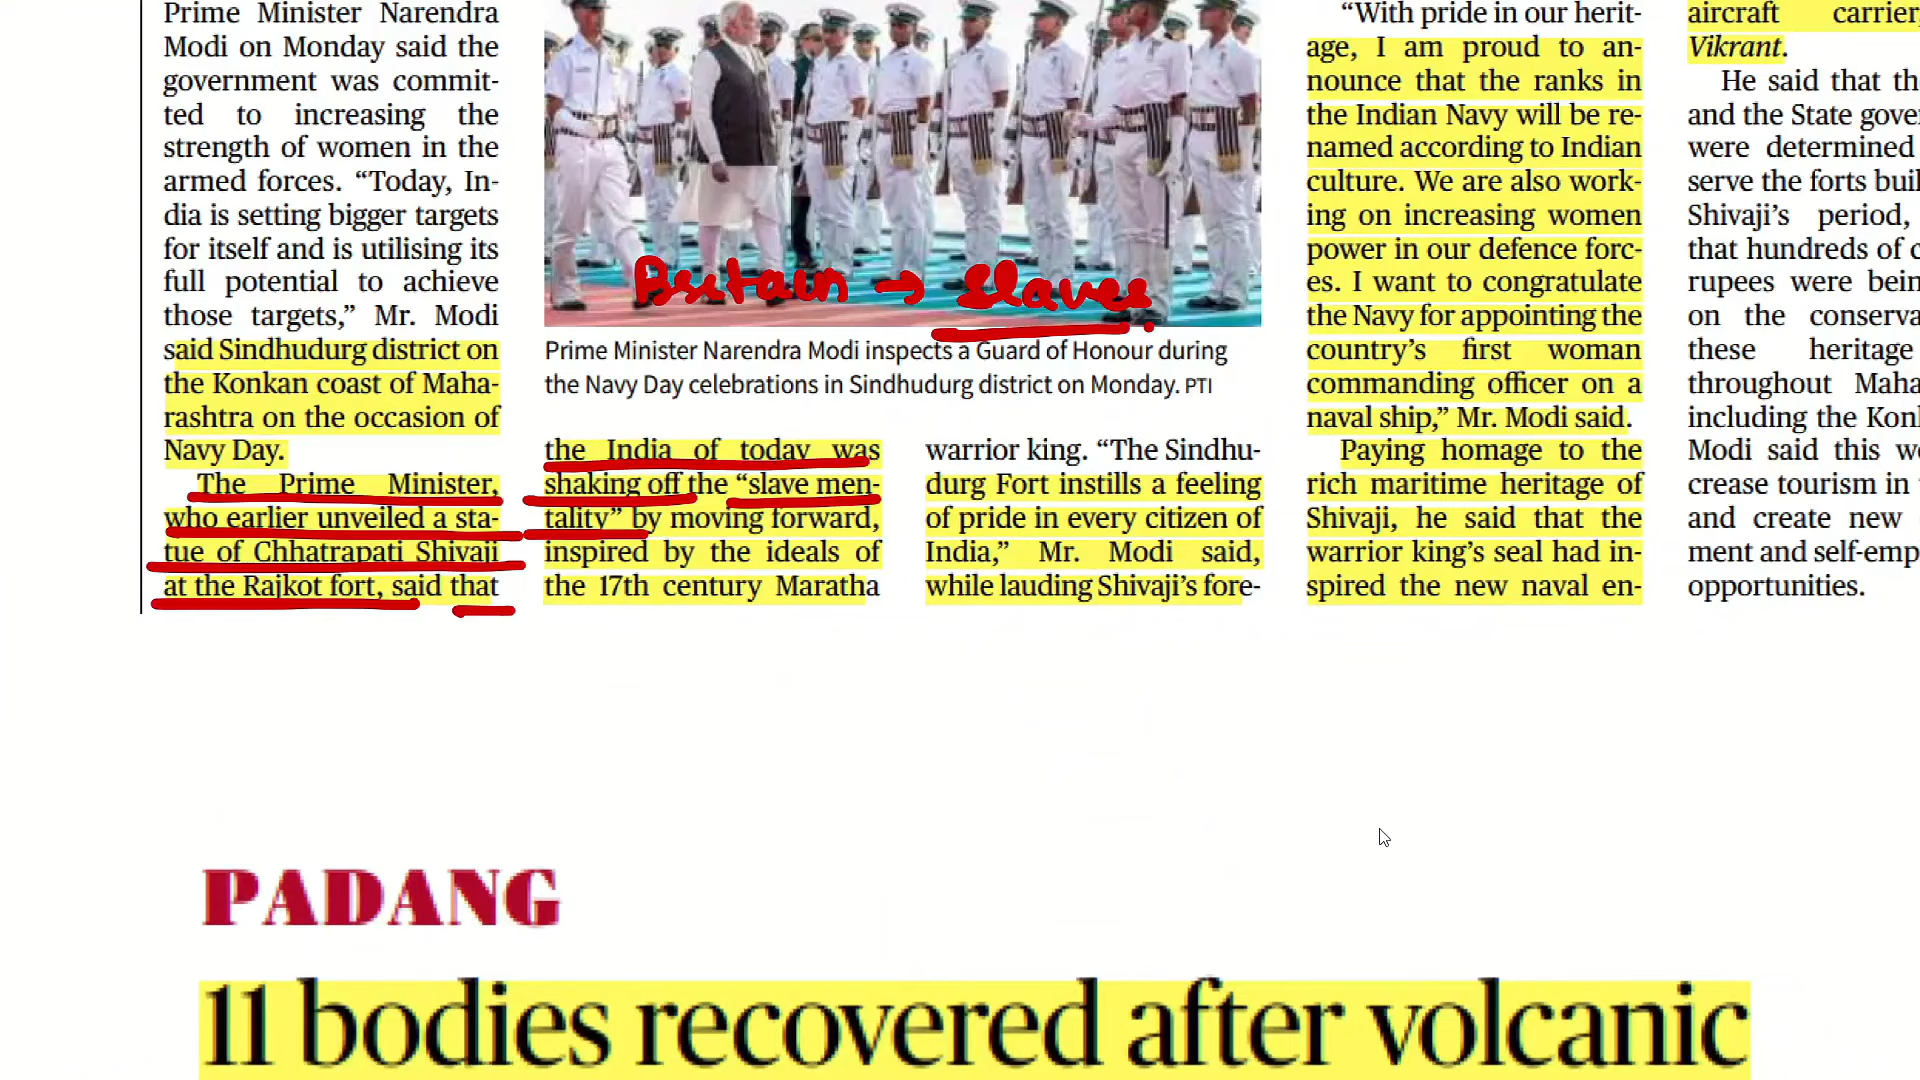 Prime Minister Narendra
Modi on Monday said the
government was commit-
ted to increasing the
strength of women in the
armed forces. “Today, In-
dia is setting bigger targets
for itself and is utilising its
full potential to achieve
those targets,” Mr. Modi
said Sindhudurg district on
the Konkan coast of Maha-
rashtra on the occasion of
Navy Day.
The Prime Minister,
who earlier unveiled a sta-
tue of Chhatrapati Shivaji
at the Rajkot fort, said that
Britain → Slaves
Prime Minister Narendra Modi inspects a Guard of Honour during
the Navy Day celebrations in Sindhudurg district on Monday. PTI
the India of today was
shaking off the “slave men-
tality” by moving forward,
inspired by the ideals of
the 17th century Maratha
warrior king. “The Sindhu-
durg Fort instills a feeling
of pride in every citizen of
India,” Mr. Modi said,
while lauding Shivaji’s fore-
“With pride in our herit-
age, I am proud to an-
nounce that the ranks in
the Indian Navy will be re-
named according to Indian
culture. We are also work-
ing on increasing women
power in our defence forc-
es. I want to congratulate
the Navy for appointing the
country’s first woman
commanding officer on a
naval ship,” Mr. Modi said.
Paying homage to the
rich maritime heritage of
Shivaji, he said that the
warrior king’s seal had in-
spired the new naval en-
aircraft carrier,
Vikrant.
He said that
and the State
were determined
serve the forts
Shivaji’s period,
that hundreds of
rupees were
on the
these heritage
throughout
including the
Modi said this
crease tourism in
and create new
ment and
opportunities.
PADANG
11 bodies recovered after volcanic